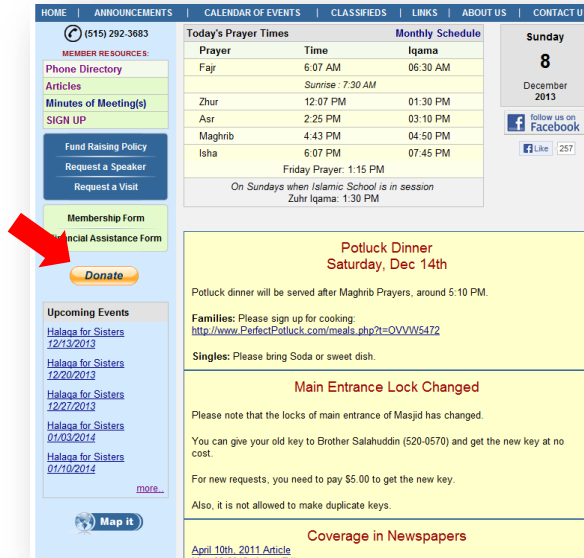 HOME | ANNOUNCEMENTS | CALENDAR OF EVENTS | CLASSIFIEDS | LINKS | ABOUT US | CONTACT U
(515) 292-3683
MEMBER RESOURCES:
Phone Directory
Articles
Minutes of Meeting(s)
SIGN UP
Fund Raising Policy
Request a Speaker
Request a Visit
Membership Form
ncial Assistance Form
Donate
Upcoming Events
Halaqa for Sisters
12/13/2013
Halaqa for Sisters
12/20/2013
Halaqa for Sisters
12/27/2013
Halaqa for Sisters
01/03/2014
Halaqa for Sisters
01/10/2014
more..
Map it
Today's Prayer Times Monthly Schedule
Prayer Time Iqama
Fajr 6:07 AM 06:30 AM
Sunrise : 7:30 AM
Zhur 12:07 PM 01:30 PM
Asr 2:25 PM 03:10 PM
Maghrib 4:43 PM 04:50 PM
Isha 6:07 PM 07:45 PM
Friday Prayer: 1:15 PM
On Sundays when Islamic School is in session
Zuhr Iqama: 1:30 PM
Sunday
8
December
2013
follow us on
Facebook
Like 257
Potluck Dinner
Saturday, Dec 14th
Potluck dinner will be served after Maghrib Prayers, around 5:10 PM.
Families: Please sign up for cooking:
http://www.PerfectPotluck.com/meals.php?t=OVVW5472
Singles: Please bring Soda or sweet dish.
Main Entrance Lock Changed
Please note that the locks of main entrance of Masjid has changed.
You can give your old key to Brother Salahuddin (520-0570) and get the new key at no
cost.
For new requests, you need to pay $5.00 to get the new key.
Also, it is not allowed to make duplicate keys.
Coverage in Newspapers
April 10th, 2011 Article